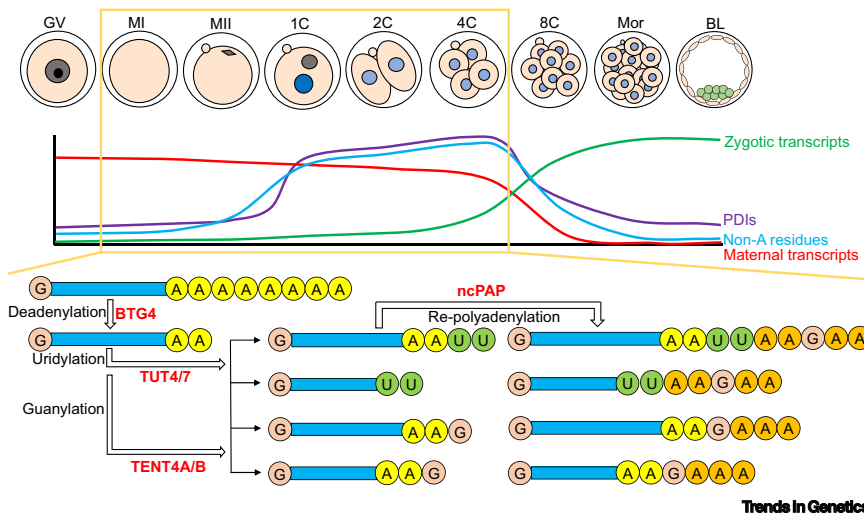 GV MI MII 1C 2C 4C 8C Mor BL
Zygotic transcripts
PDIs
Non-A residues
Maternal transcripts
G A A A A A A A A
Deadenylation BTG4
G A A
Uridylation
TUT4/7
Guanylation
TENT4A/B
ncPAP
Re-polyadenylation
G A A U U G A A U U A A G A A
G U U G U U A A G A A
G A A G G A A G A A A
G A A G G A A G A A A
Trends in Genetics